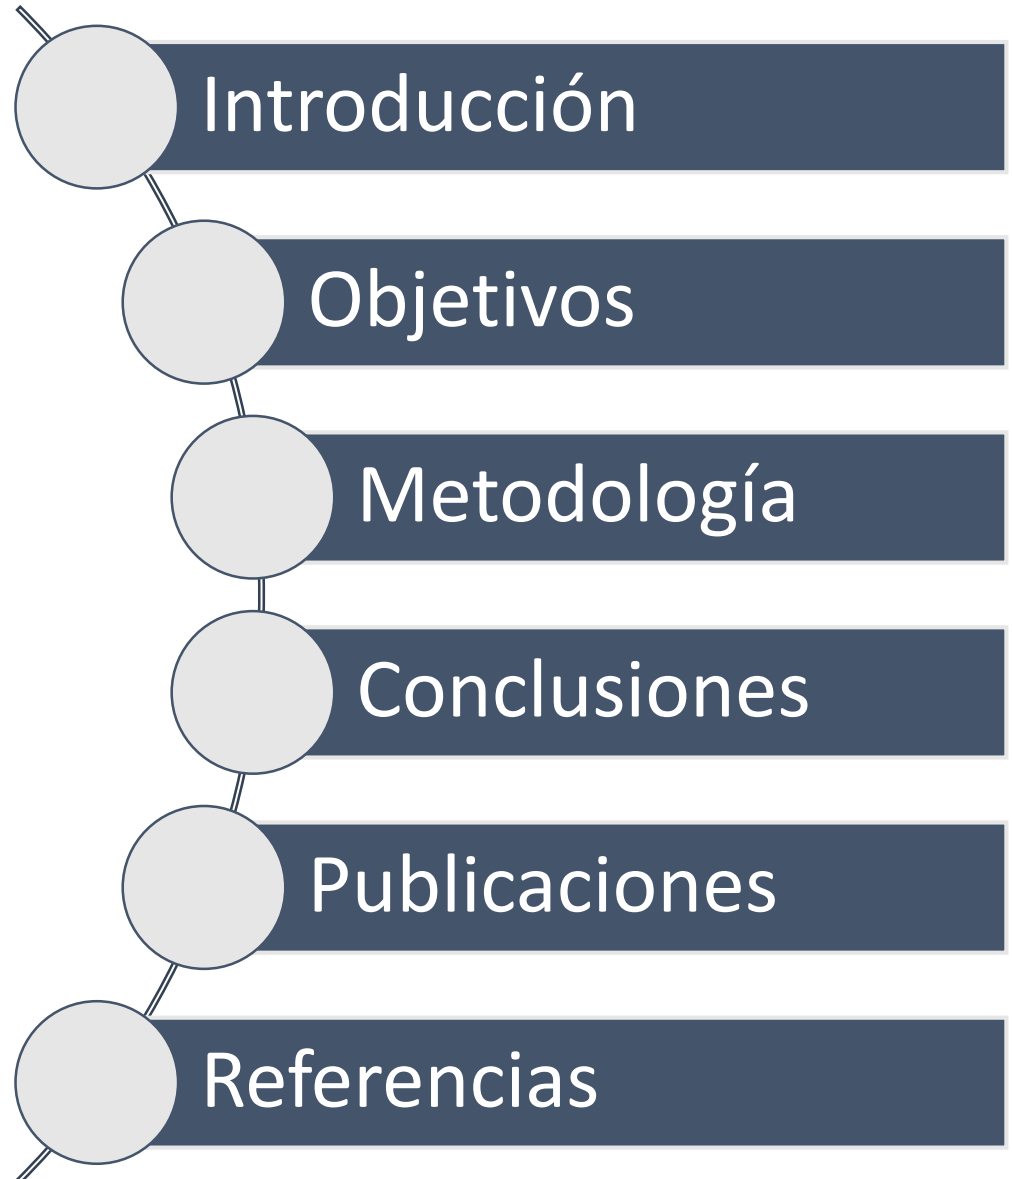 Introducción
Objetivos
Metodología
Conclusiones
Publicaciones
Referencias